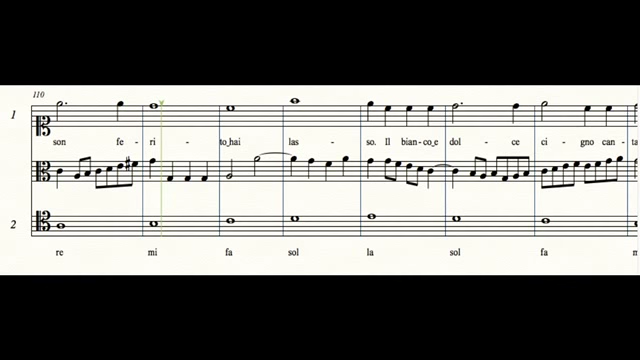 110
1
son fe- ri- to‿hai las- so. Il bian- co‿e dol- ce ci- gno can- ta
2
re mi fa sol la sol fa m